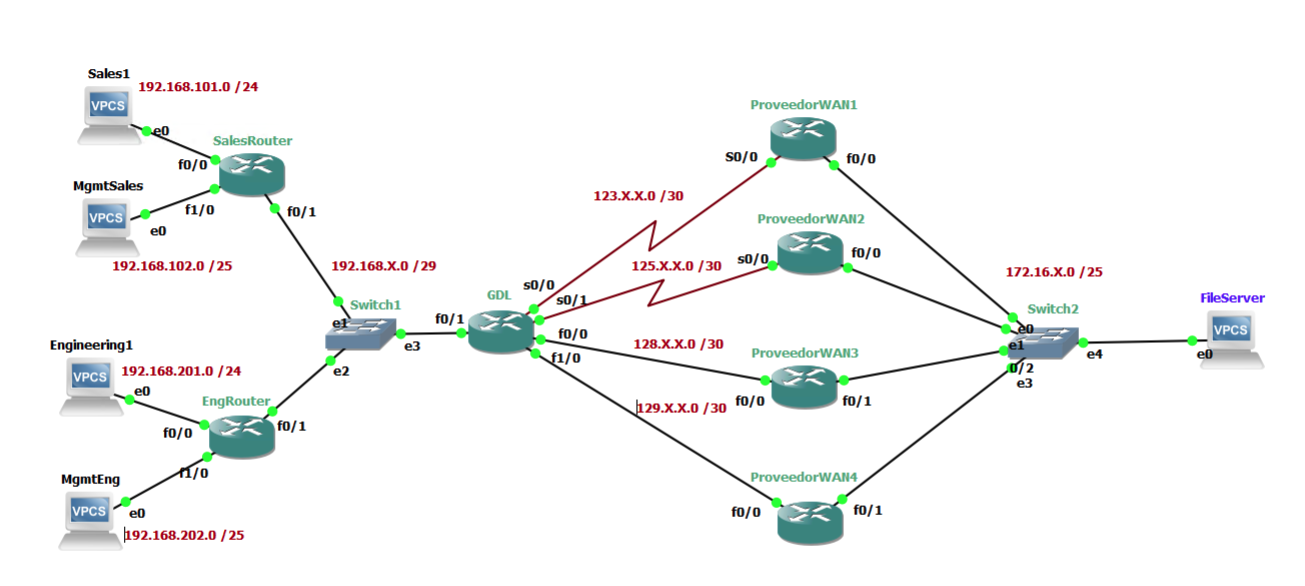 Sales1
192.168.101.0 /24
VPCS
e0
SalesRouter
f0/0
MgmtSales
VPCS
e0
f1/0
f0/1
192.168.102.0 /25
192.168.X.0 /29
Switch1
e1
e3
e2
Engineering1
192.168.201.0 /24
VPCS
e0
EngRouter
f0/0
f0/1
f1/0
MgmtEng
VPCS
e0
192.168.202.0 /25
GDL
f0/1
s0/0
s0/1
f0/0
f1/0
123.X.X.0 /30
125.X.X.0 /30
128.X.X.0 /30
129.X.X.0 /30
ProveedorWAN1
S0/0
f0/0
ProveedorWAN2
s0/0
f0/0
ProveedorWAN3
f0/0
f0/1
ProveedorWAN4
f0/0
f0/1
172.16.X.0 /25
Switch2
e0
e1
0/2
e3
e4
FileServer
VPCS
e0